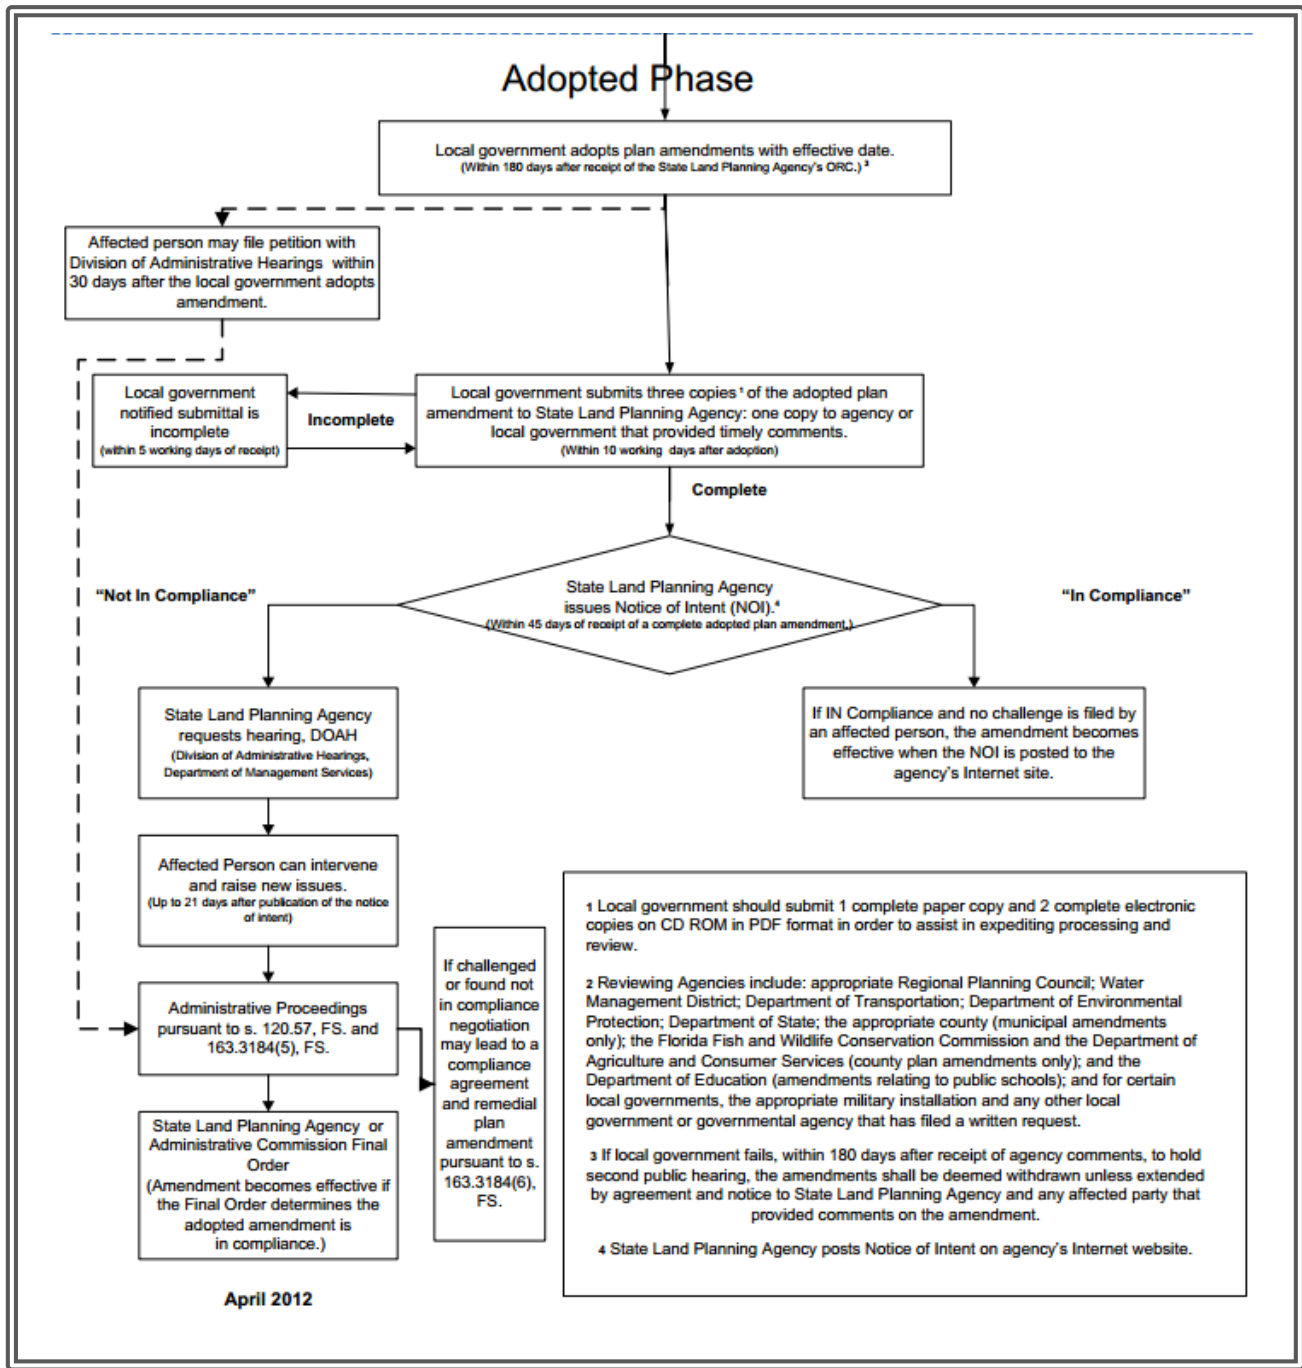 Adopted Phase
Local government adopts plan amendments with effective date.
(Within 180 days after receipt of the State Land Planning Agency's ORC.) 3
Affected person may file petition with
Division of Administrative Hearings within
30 days after the local government adopts
amendment.
Local government
notified submittal is
incomplete
(within 5 working days of receipt)
Incomplete
Local government submits three copies 1 of the adopted plan
amendment to State Land Planning Agency: one copy to agency or
local government that provided timely comments.
(Within 10 working days after adoption)
Complete
"Not In Compliance"
State Land Planning Agency
issues Notice of Intent (NOI).4
(Within 45 days of receipt of a complete adopted plan amendment.)
"In Compliance"
State Land Planning Agency
requests hearing, DOAH
(Division of Administrative Hearings,
Department of Management Services)
If IN Compliance and no challenge is filed by
an affected person, the amendment becomes
effective when the NOI is posted to the
agency's Internet site.
Affected Person can intervene
and raise new issues.
(Up to 21 days after publication of the notice
of intent)
Administrative Proceedings
pursuant to s. 120.57, FS. and
163.3184(5), FS.
If challenged
or found not
in compliance
negotiation
may lead to a
compliance
agreement
and remedial
plan
amendment
pursuant to s.
163.3184(6),
FS.
State Land Planning Agency or
Administrative Commission Final
Order
(Amendment becomes effective if
the Final Order determines the
adopted amendment is
in compliance.)
1 Local government should submit 1 complete paper copy and 2 complete electronic
copies on CD ROM in PDF format in order to assist in expediting processing and
review.
2 Reviewing Agencies include: appropriate Regional Planning Council; Water
Management District; Department of Transportation; Department of Environmental
Protection; Department of State; the appropriate county (municipal amendments
only); the Florida Fish and Wildlife Conservation Commission and the Department of
Agriculture and Consumer Services (county plan amendments only); and the
Department of Education (amendments relating to public schools); and for certain
local governments, the appropriate military installation and any other local
government or governmental agency that has filed a written request.
3 If local government fails, within 180 days after receipt of agency comments, to hold
second public hearing, the amendments shall be deemed withdrawn unless extended
by agreement and notice to State Land Planning Agency and any affected party that
provided comments on the amendment.
4 State Land Planning Agency posts Notice of Intent on agency's Internet website.
April 2012